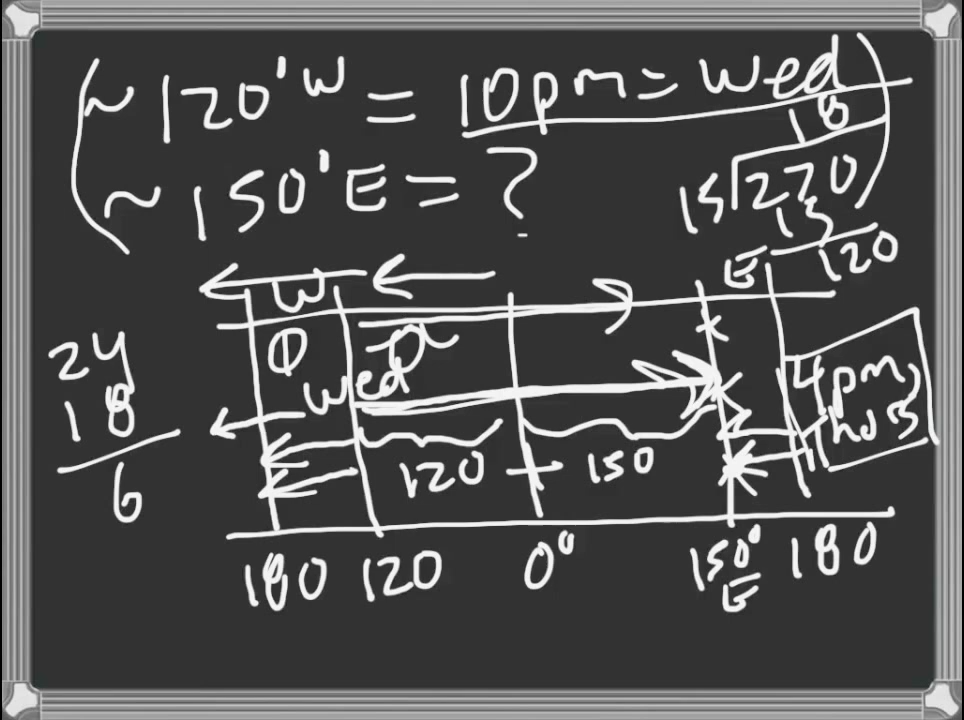 ~ 120' W = 10pm = Wed
~ 150' E = ?
18
15 270
15
120
W E
24
18
6
Wed
4pm,
thurs
120 + 150
180 120 0° 150° E 180